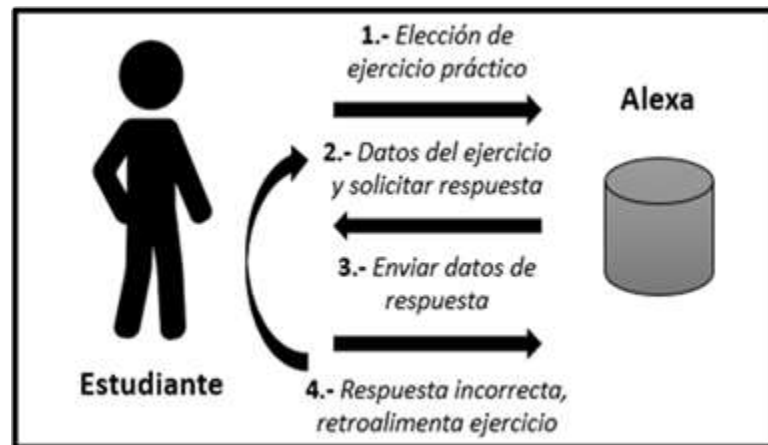 1.- Elección de
ejercicio práctico
Alexa
2.- Datos del ejercicio
y solicitar respuesta
3.- Enviar datos de
respuesta
Estudiante
4.- Respuesta incorrecta,
retroalimenta ejercicio